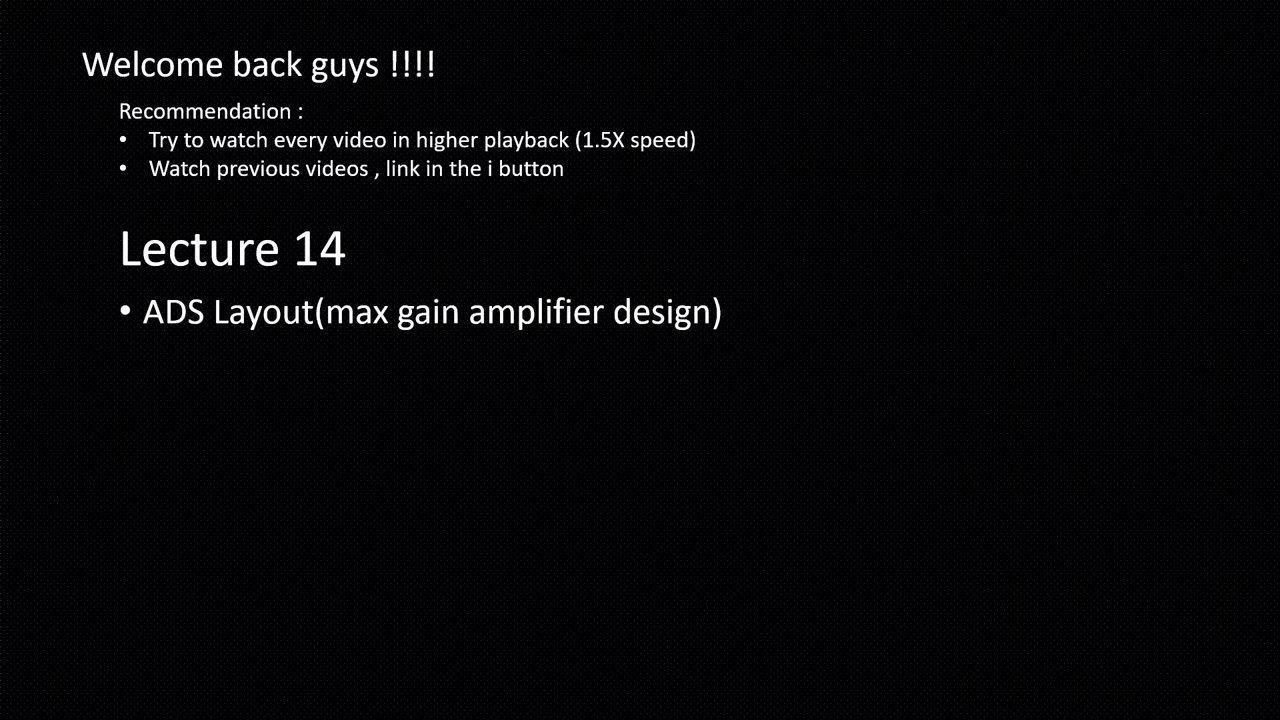 Welcome back guys !!!!
Recommendation :
• Try to watch every video in higher playback (1.5X speed)
• Watch previous videos , link in the i button
Lecture 14
• ADS Layout(max gain amplifier design)